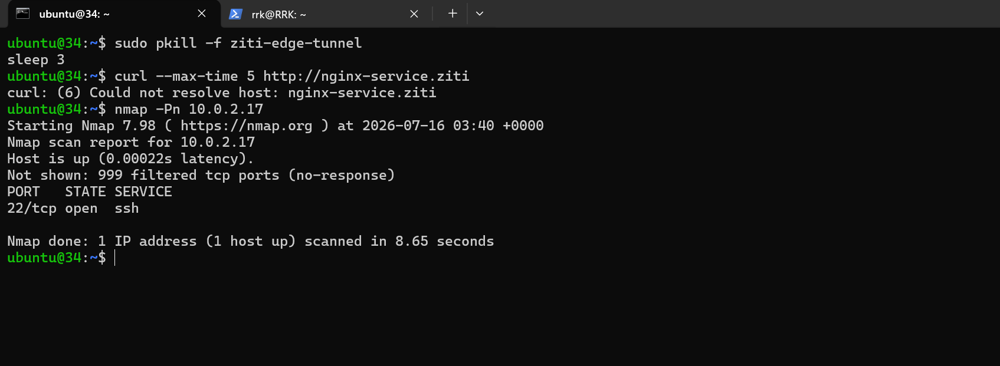 ubuntu@34: ~
rrk@RRK: ~
ubuntu@34:~$ sudo pkill -f ziti-edge-tunnel
sleep 3
ubuntu@34:~$ curl --max-time 5 http://nginx-service.ziti
curl: (6) Could not resolve host: nginx-service.ziti
ubuntu@34:~$ nmap -Pn 10.0.2.17
Starting Nmap 7.98 ( https://nmap.org ) at 2026-07-16 03:40 +0000
Nmap scan report for 10.0.2.17
Host is up (0.00022s latency).
Not shown: 999 filtered tcp ports (no-response)
PORT   STATE SERVICE
22/tcp open  ssh

Nmap done: 1 IP address (1 host up) scanned in 8.65 seconds
ubuntu@34:~$